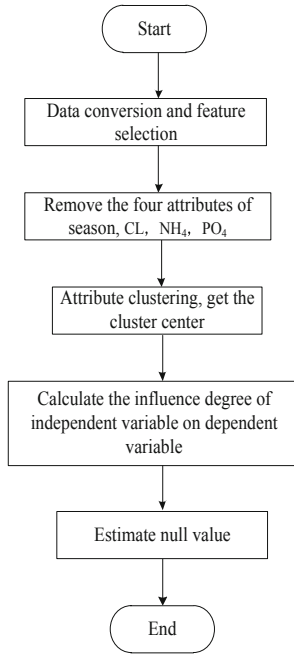 Start
Data conversion and feature
selection
Remove the four attributes of
season, CL, NH₄, PO₄
Attribute clustering, get the
cluster center
Calculate the influence degree of
independent variable on dependent
variable
Estimate null value
End